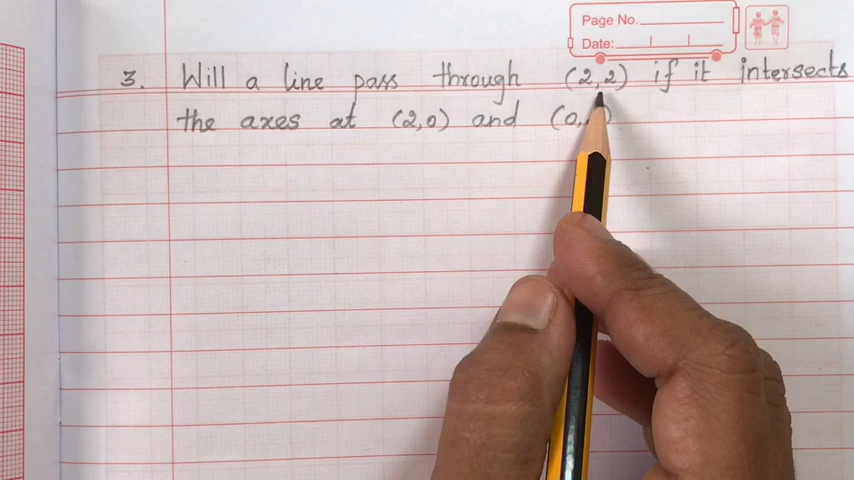 Page No.
Date:
3. Will a line pass through (2,2) if it intersects
the axes at (2,0) and (0,